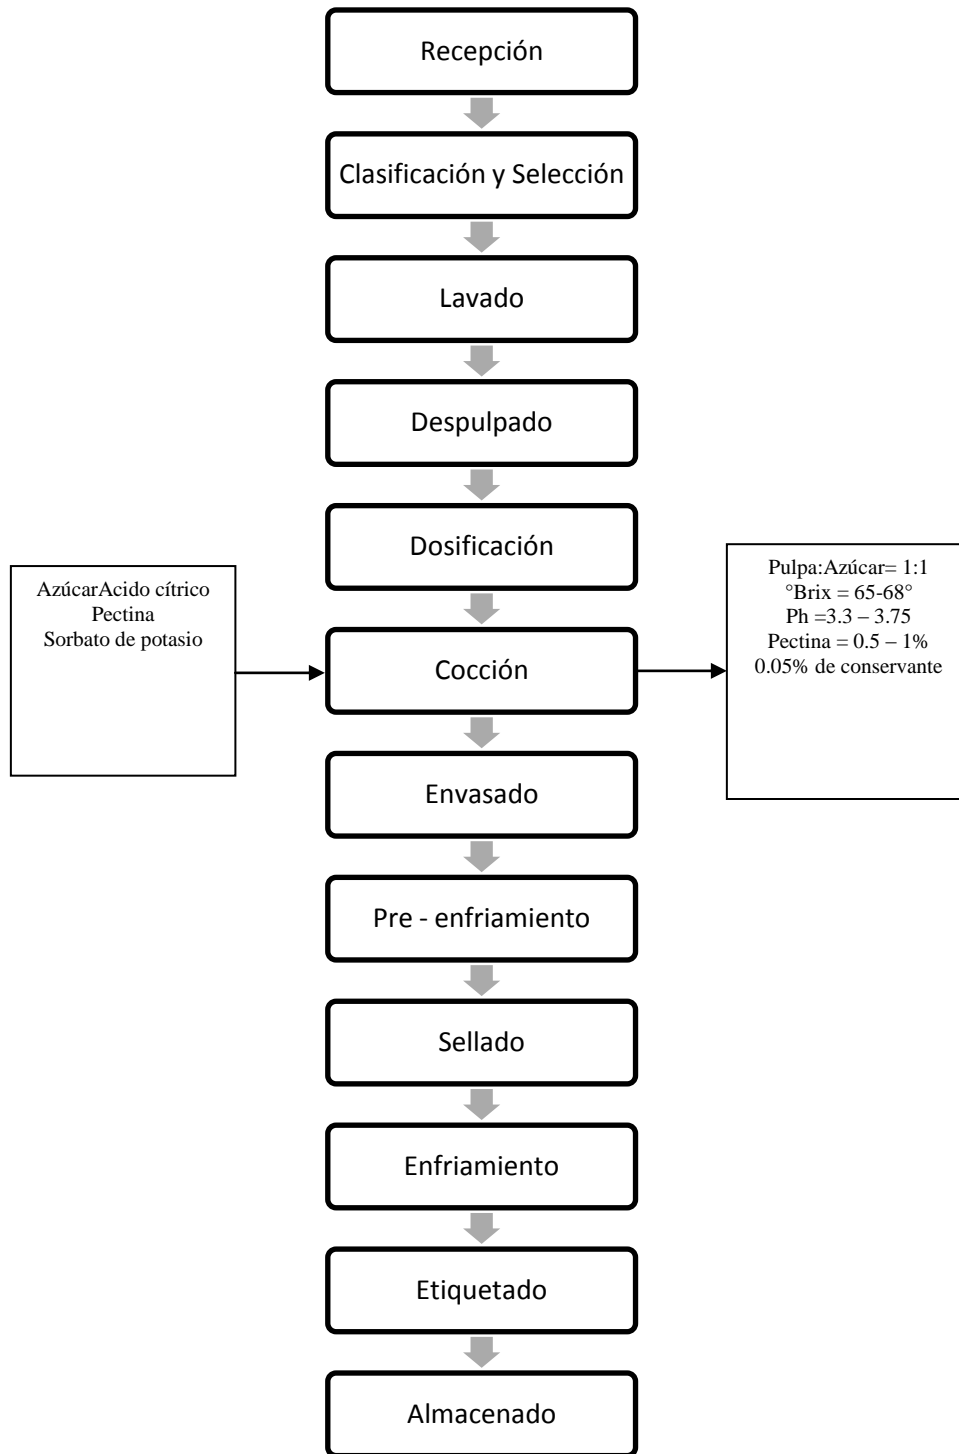 Recepción
Clasificación y Selección
Lavado
Despulpado
Dosificación
AzúcarAcido cítrico
Pectina
Sorbato de potasio
Pulpa:Azúcar= 1:1
°Brix = 65-68°
Ph =3.3 – 3.75
Pectina = 0.5 – 1%
0.05% de conservante
Cocción
Envasado
Pre - enfriamiento
Sellado
Enfriamiento
Etiquetado
Almacenado